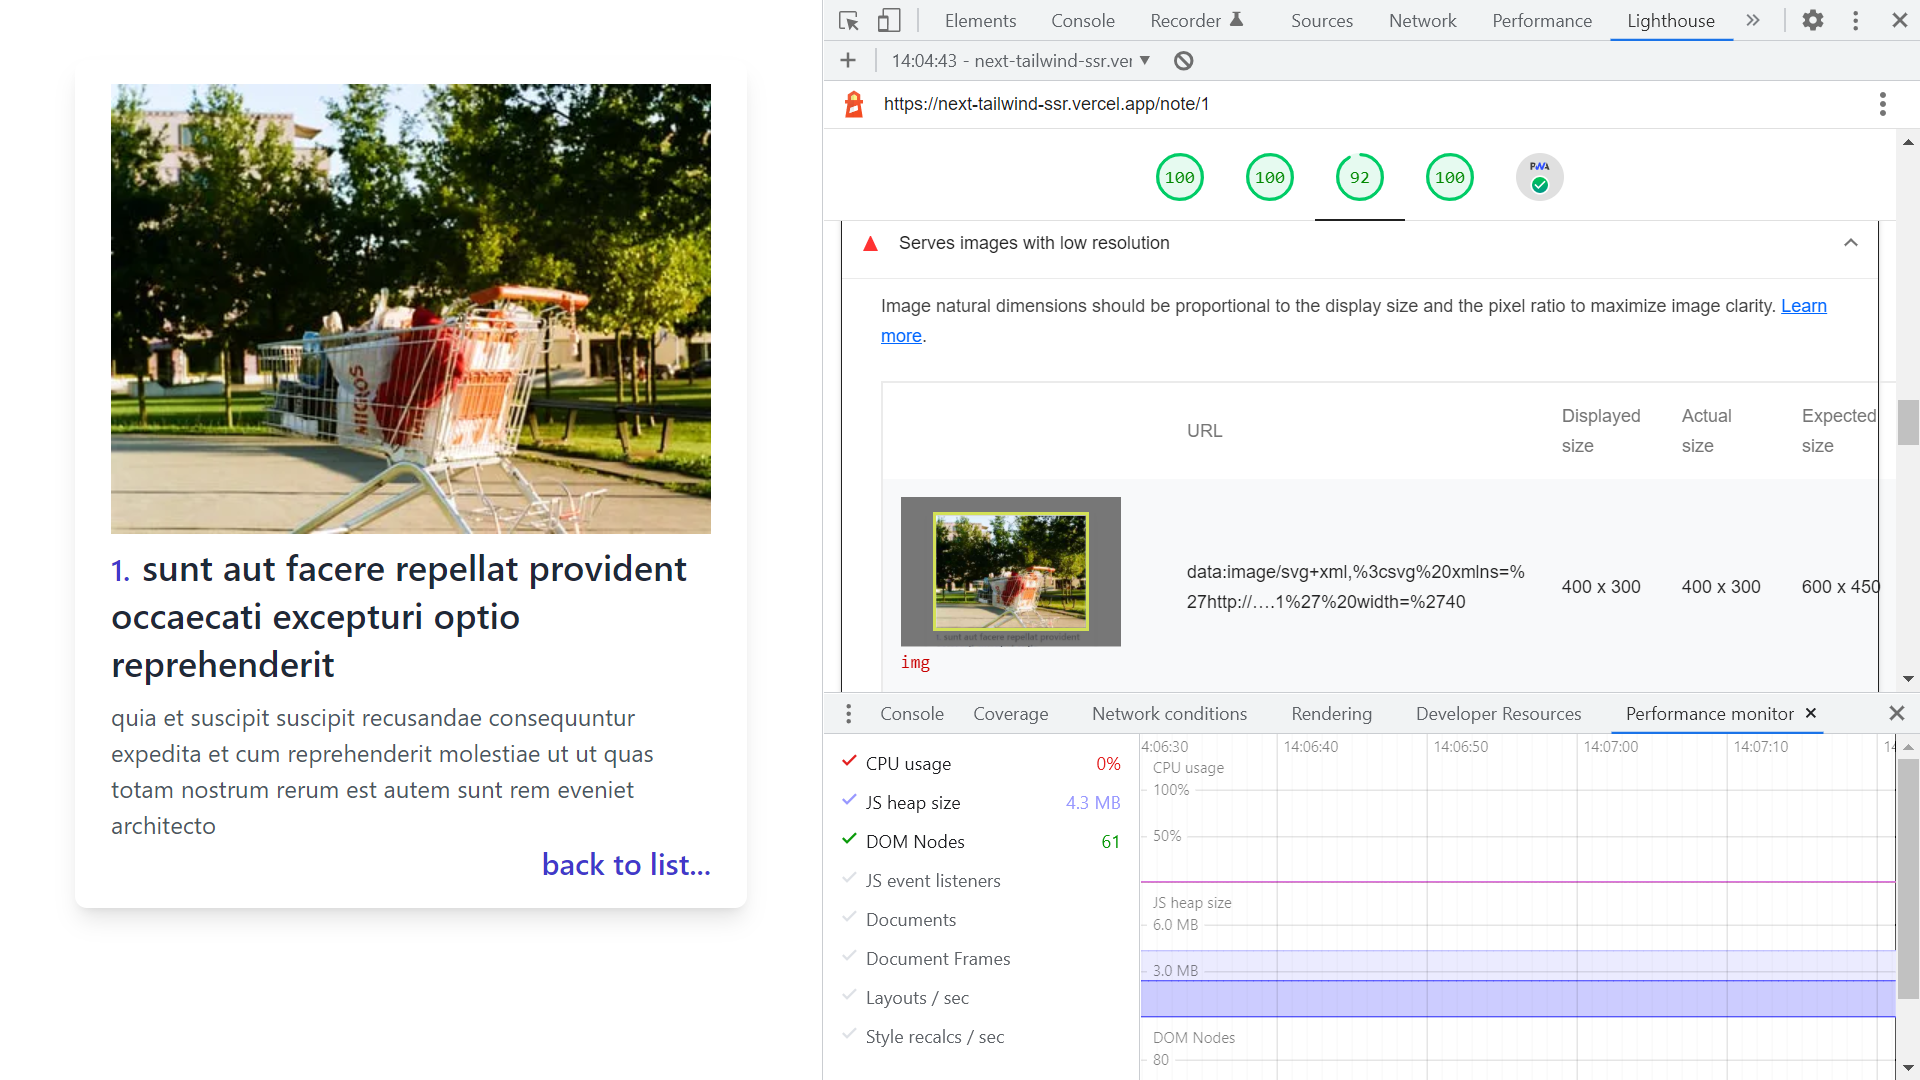 MIGROS
1. sunt aut facere repellat provident
occaecati excepturi optio
reprehenderit
quia et suscipit suscipit recusandae consequuntur
expedita et cum reprehenderit molestiae ut ut quas
totam nostrum rerum est autem sunt rem eveniet
architecto
back to list...
Elements Console Recorder Sources Network Performance Lighthouse
14:04:43 - next-tailwind-ssr.ver
https://next-tailwind-ssr.vercel.app/note/1
100 100 92 100 PWA
Serves images with low resolution
Image natural dimensions should be proportional to the display size and the pixel ratio to maximize image clarity. Learn
more.
URL Displayed size Actual size Expected size
1. sunt aut facere repellat provident
data:image/svg+xml,%3csvg%20xmlns=%
27http://….1%27%20width=%2740
400 x 300 400 x 300 600 x 450
img
Console Coverage Network conditions Rendering Developer Resources Performance monitor
CPU usage 0%
JS heap size 4.3 MB
DOM Nodes 61
JS event listeners
Documents
Document Frames
Layouts / sec
Style recalcs / sec
4:06:30 14:06:40 14:06:50 14:07:00 14:07:10 14
CPU usage
100%
50%
JS heap size
6.0 MB
3.0 MB
DOM Nodes
80